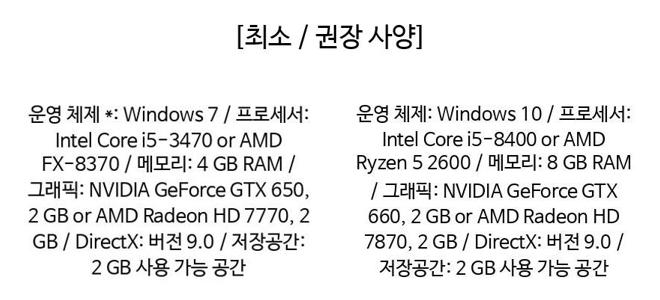 [최소 / 권장 사양]
운영 체제 *: Windows 7 / 프로세서:
Intel Core i5-3470 or AMD
FX-8370 / 메모리: 4 GB RAM /
그래픽: NVIDIA GeForce GTX 650,
2 GB or AMD Radeon HD 7770, 2
GB / DirectX: 버전 9.0 / 저장공간:
2 GB 사용 가능 공간
운영 체제: Windows 10 / 프로세서:
Intel Core i5-8400 or AMD
Ryzen 5 2600 / 메모리: 8 GB RAM
/ 그래픽: NVIDIA GeForce GTX
660, 2 GB or AMD Radeon HD
7870, 2 GB / DirectX: 버전 9.0 /
저장공간: 2 GB 사용 가능 공간